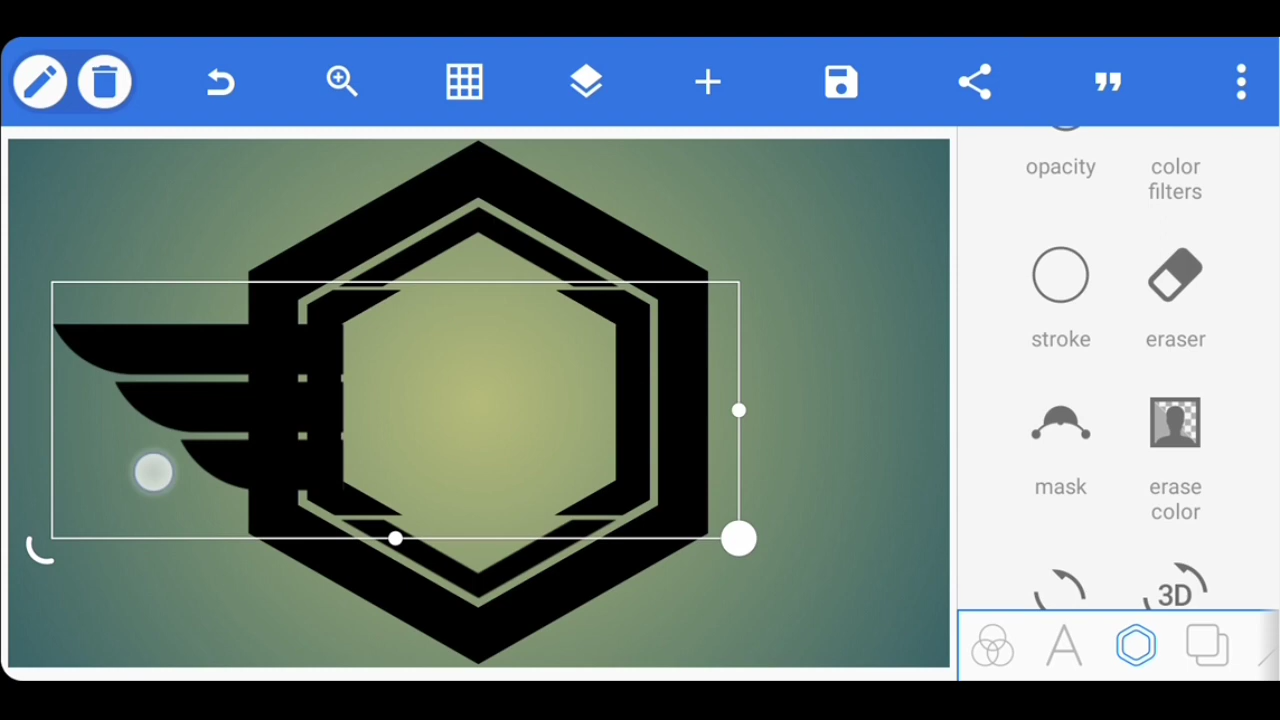 opacity
color
filters
stroke
eraser
mask
erase
color
3D